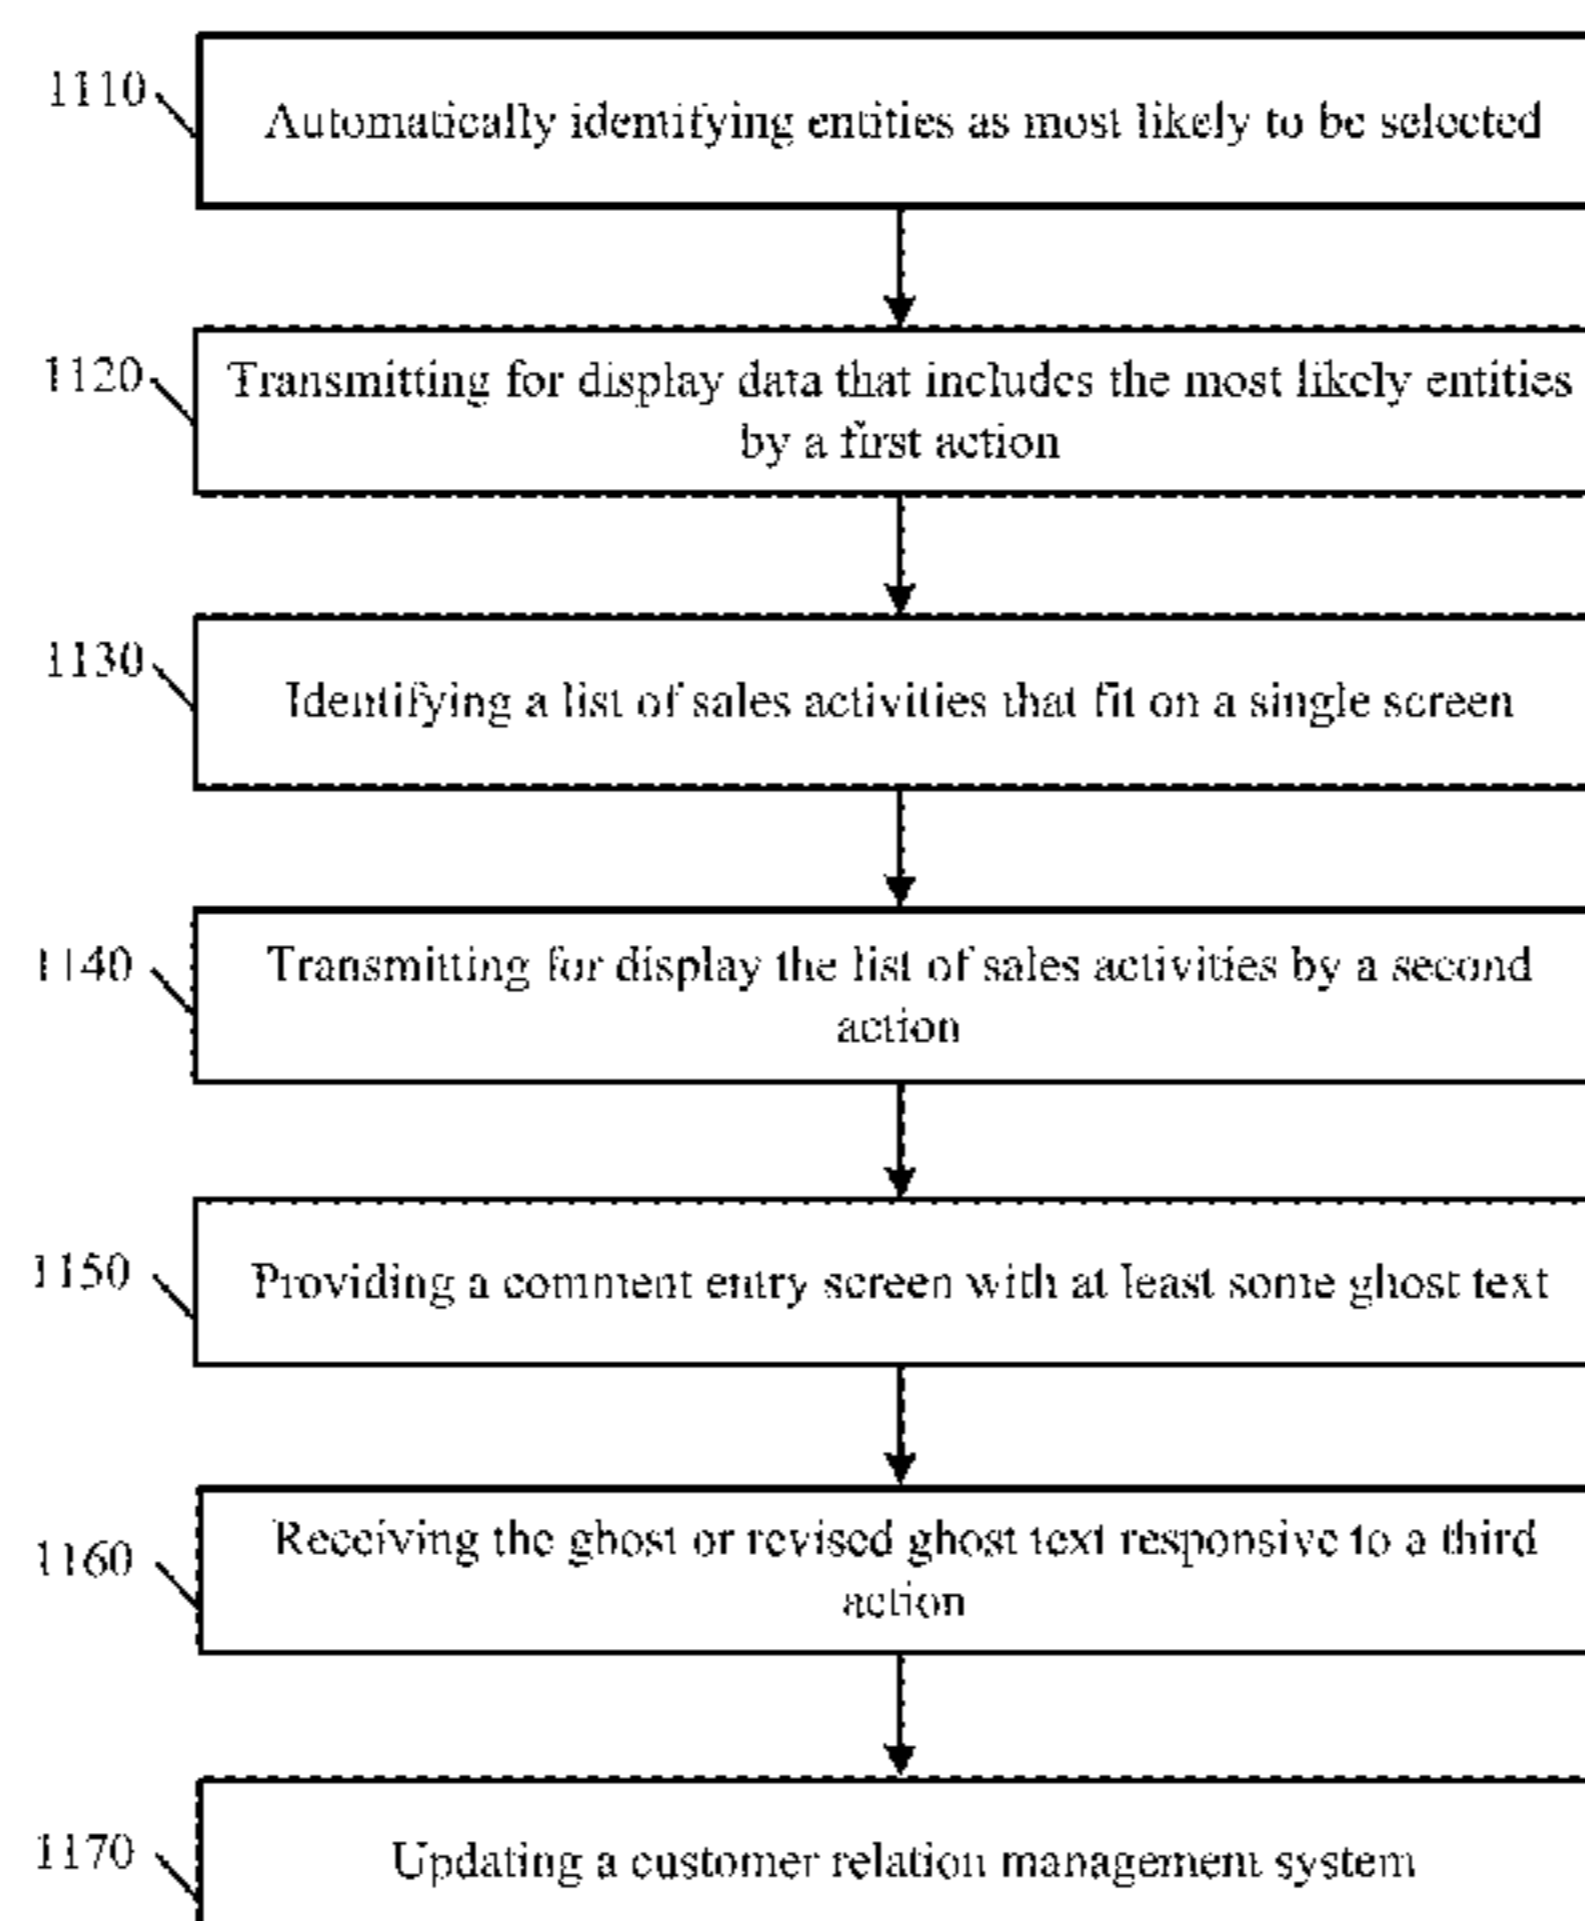 1110
Automatically identifying entities as most likely to be selected
1120
Transmitting for display data that includes the most likely entities
by a first action
1130
Identifying a list of sales activities that fit on a single screen
1140
Transmitting for display the list of sales activities by a second
action
1150
Providing a comment entry screen with at least some ghost text
1160
Receiving the ghost or revised ghost text responsive to a third
action
1170
Updating a customer relation management system